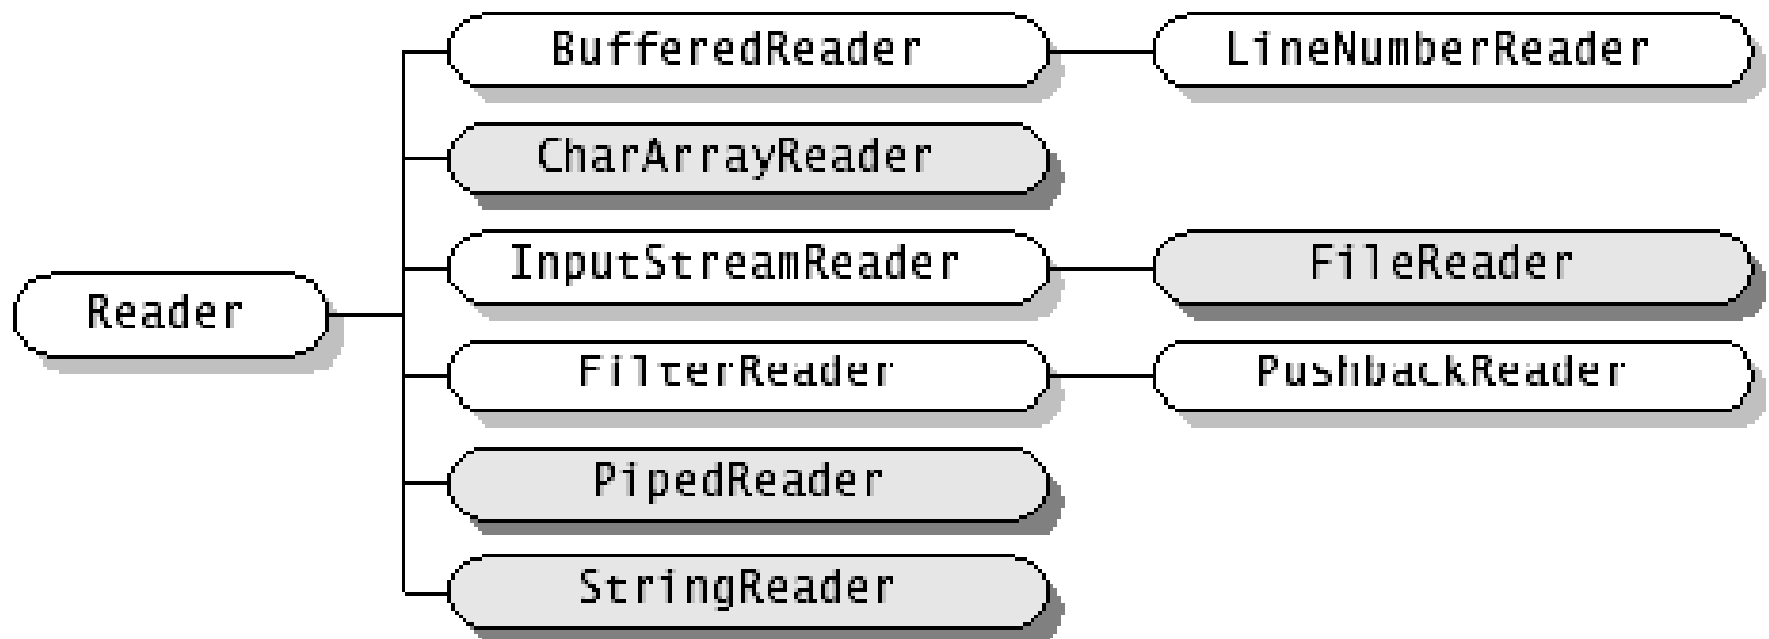 BufferedReader
LineNumberReader
CharArrayReader
InputStreamReader
FileReader
Reader
FilterReader
PushbackReader
PipedReader
StringReader